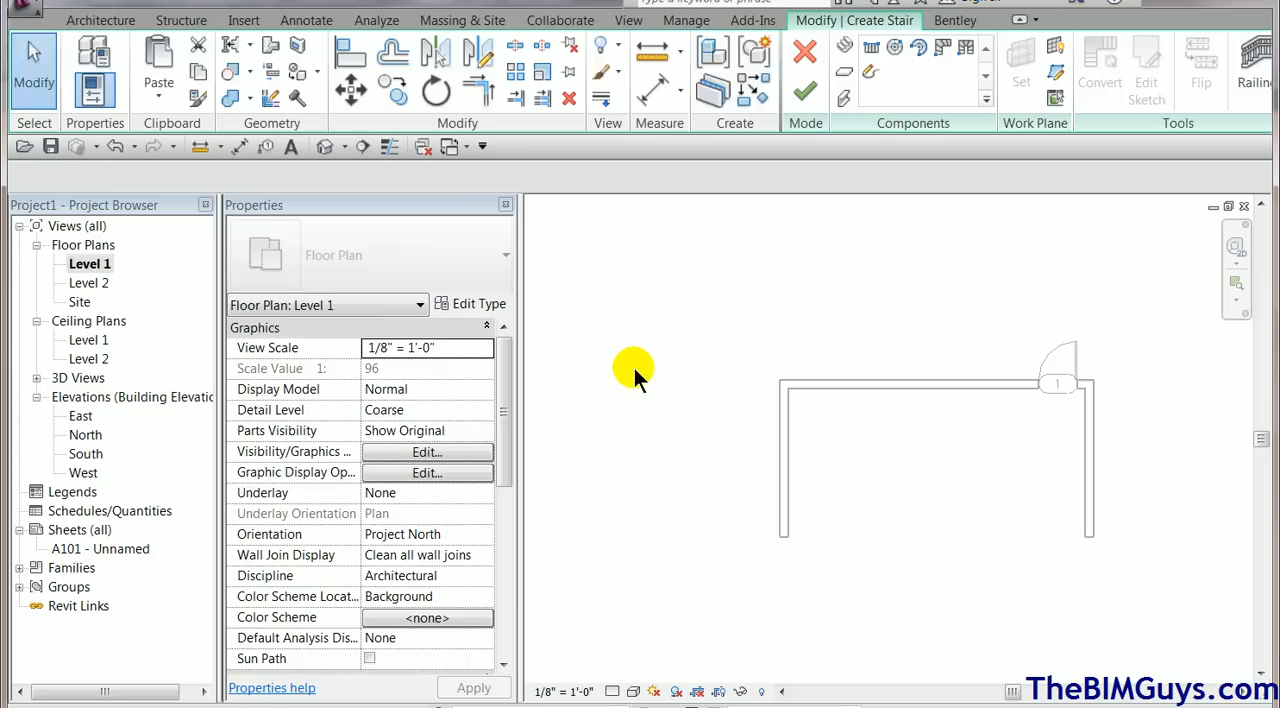 Type a keyword or phrase
Architecture Structure Insert Annotate Analyze Massing & Site Collaborate View Manage Add-Ins Modify | Create Stair Bentley
Modify Paste Set Convert Edit Sketch Flip Railing
Select Properties Clipboard Geometry Modify View Measure Create Mode Components Work Plane Tools
Project1 - Project Browser
Views (all)
Floor Plans
Level 1
Level 2
Site
Ceiling Plans
Level 1
Level 2
3D Views
Elevations (Building Elevatio
East
North
South
West
Legends
Schedules/Quantities
Sheets (all)
A101 - Unnamed
Families
Groups
Revit Links
Properties
Floor Plan
Floor Plan: Level 1 Edit Type
Graphics
View Scale 1/8" = 1'-0"
Scale Value 1: 96
Display Model Normal
Detail Level Coarse
Parts Visibility Show Original
Visibility/Graphics ... Edit...
Graphic Display Op... Edit...
Underlay None
Underlay Orientation Plan
Orientation Project North
Wall Join Display Clean all wall joins
Discipline Architectural
Color Scheme Locat... Background
Color Scheme <none>
Default Analysis Dis... None
Sun Path
Properties help Apply
1
1/8" = 1'-0"
TheBIMGuys.com